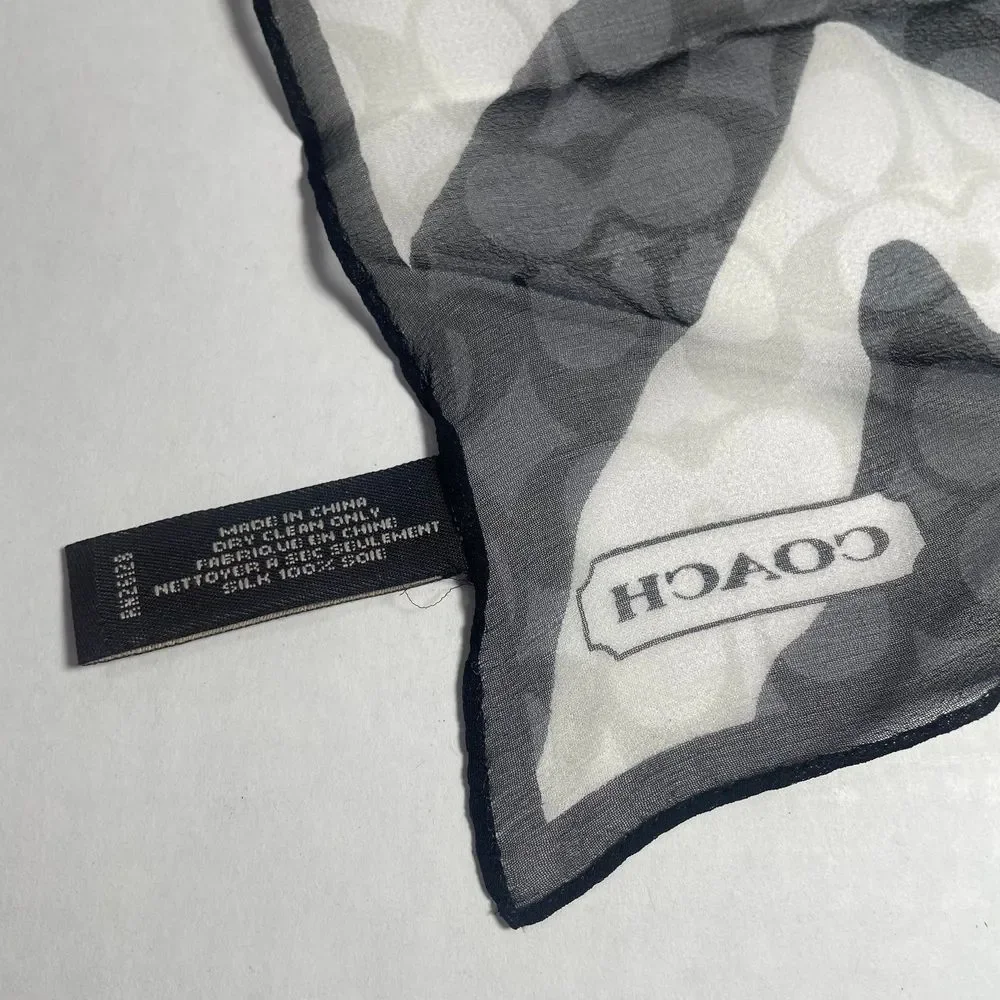 MADE IN CHINA
DRY CLEAN ONLY
FABRIQUE EN CHINE
NETTOYER A SEC SEULEMENT
SILK 100% SOIE
COACH